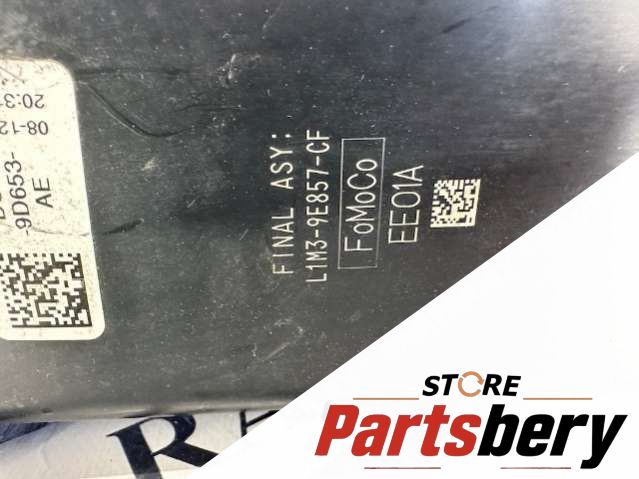 20:3
08-12
9D653-
AE
FINAL ASY:
L1M3-9E857-CF
FoMoCo
EE01A
STORE
Partsbery